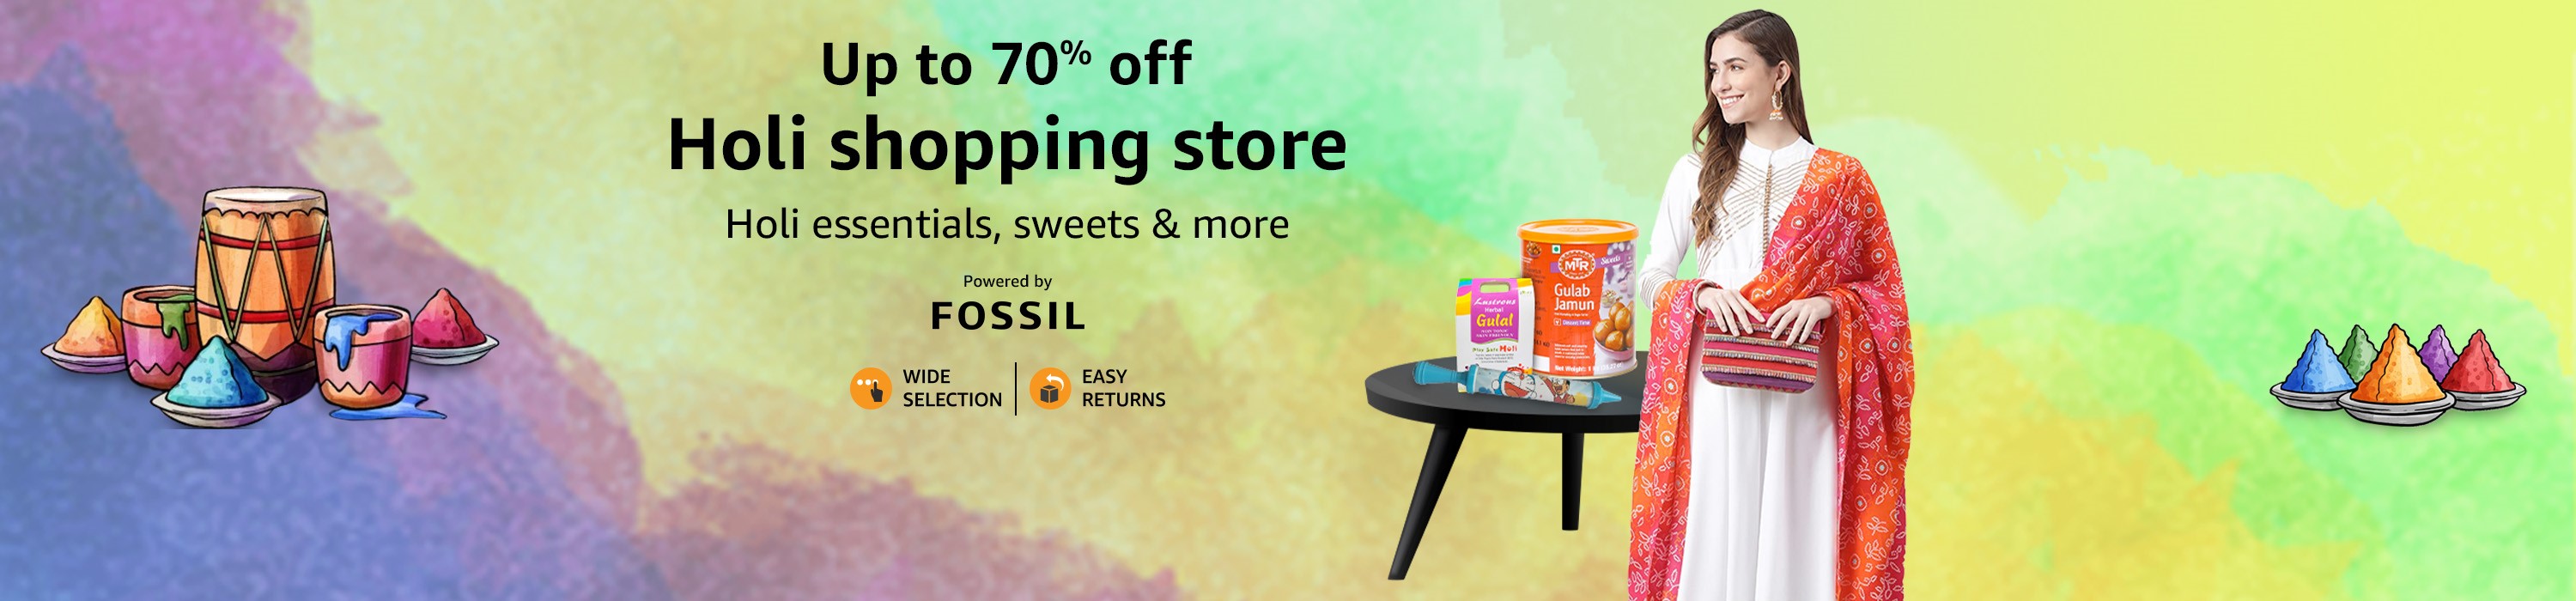 Up to 70% off
Holi shopping store
Holi essentials, sweets & more
Powered by
FOSSIL
WIDE
SELECTION
EASY
RETURNS
MTR
Sweets
Gulab
Jamun
Lustrous
Herbal
Gulal
Holi